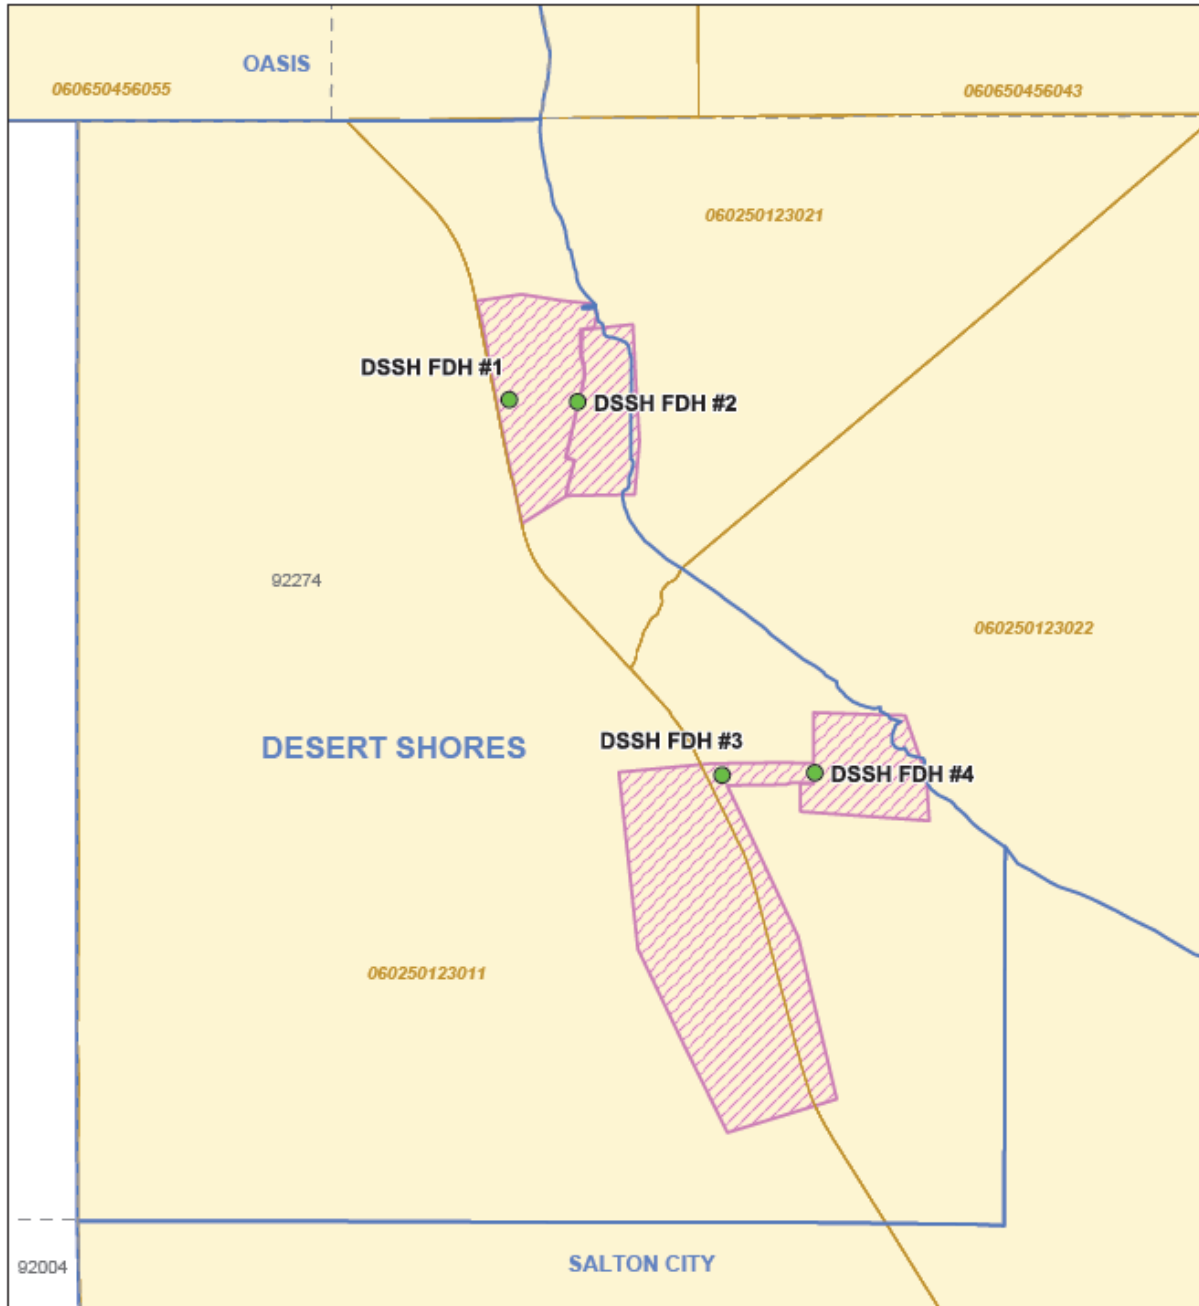 OASIS
060650456055
060650456043
060250123021
DSSH FDH #1
DSSH FDH #2
92274
060250123022
DESERT SHORES
DSSH FDH #3
DSSH FDH #4
060250123011
SALTON CITY
92004